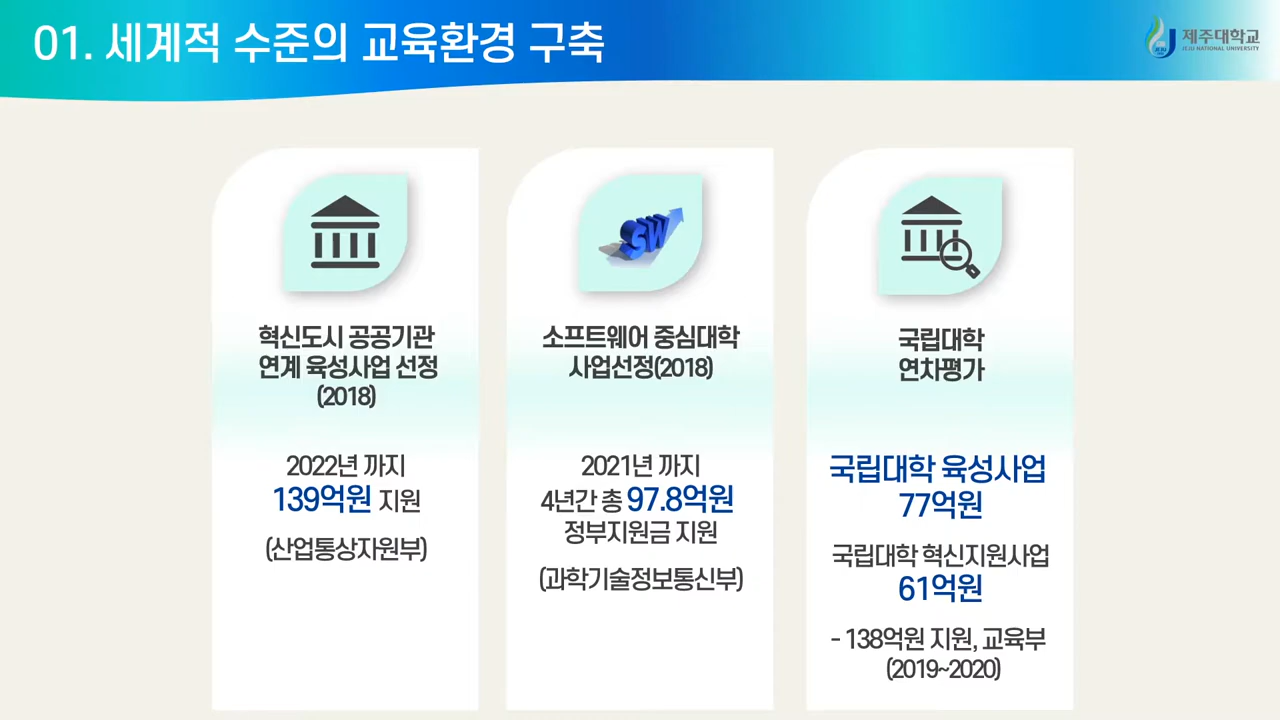 01. 세계적 수준의 교육환경 구축
제주대학교
JEJU NATIONAL UNIVERSITY
혁신도시 공공기관
연계 육성사업 선정
(2018)
2022년 까지
139억원 지원
(산업통상자원부)
SW
소프트웨어 중심대학
사업선정(2018)
2021년 까지
4년간 총 97.8억원
정부지원금 지원
(과학기술정보통신부)
국립대학
연차평가
국립대학 육성사업
77억원
국립대학 혁신지원사업
61억원
- 138억원 지원, 교육부
(2019~2020)